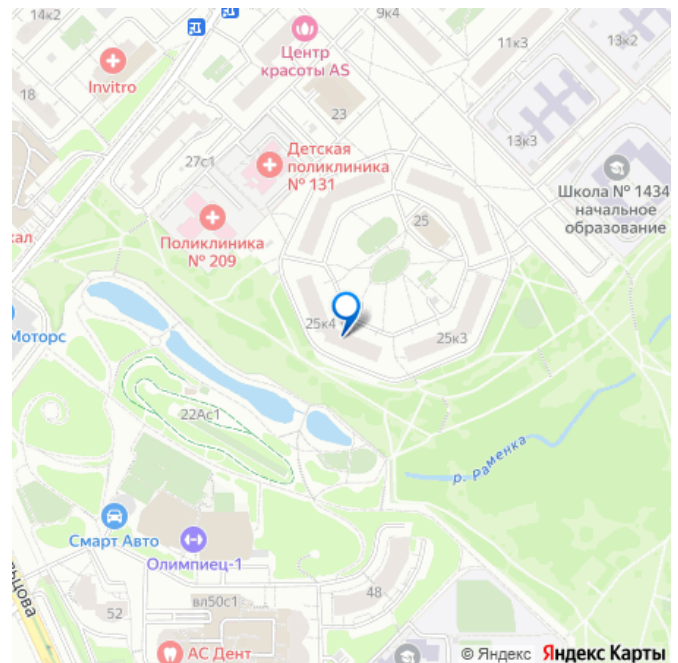 14к2
9к4
11к3
13к2
Центр
красоты AS
Invitro
18
23
13к3
27с1
Детская
поликлиника
№ 131
Школа № 1434
начальное
образование
25
Поликлиника
№ 209
кал
25к4
25к3
Моторс
22Ас1
р. Раменка
Смарт Авто
Олимпиец-1
льцова
52
вл50с1
48
АС Дент
© Яндекс Яндекс Карты